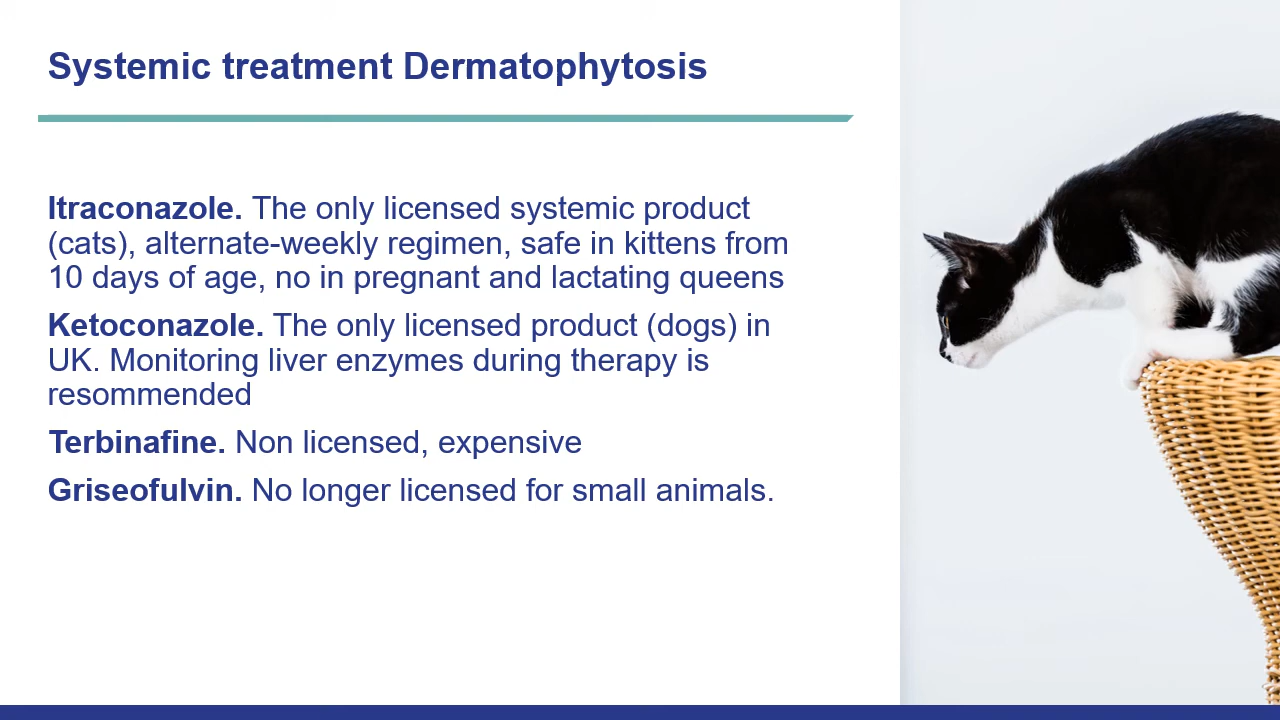 Systemic treatment Dermatophytosis
Itraconazole. The only licensed systemic product
(cats), alternate-weekly regimen, safe in kittens from
10 days of age, no in pregnant and lactating queens
Ketoconazole. The only licensed product (dogs) in
UK. Monitoring liver enzymes during therapy is
resommended
Terbinafine. Non licensed, expensive
Griseofulvin. No longer licensed for small animals.